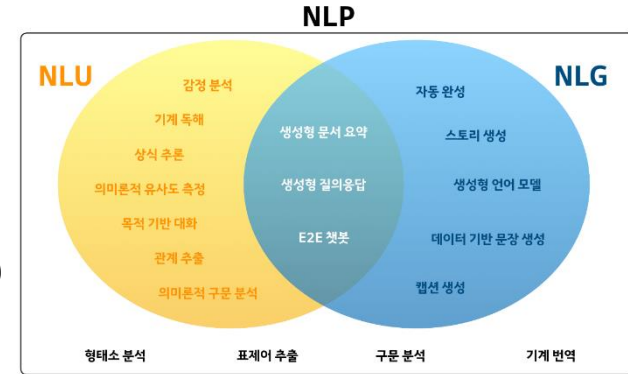 NLP
NLU
NLG
감정 분석
기계 독해
상식 추론
의미론적 유사도 측정
목적 기반 대화
관계 추출
의미론적 구문 분석
생성형 문서 요약
생성형 질의응답
E2E 챗봇
자동 완성
스토리 생성
생성형 언어 모델
데이터 기반 문장 생성
캡션 생성
형태소 분석
표제어 추출
구문 분석
기계 번역
)